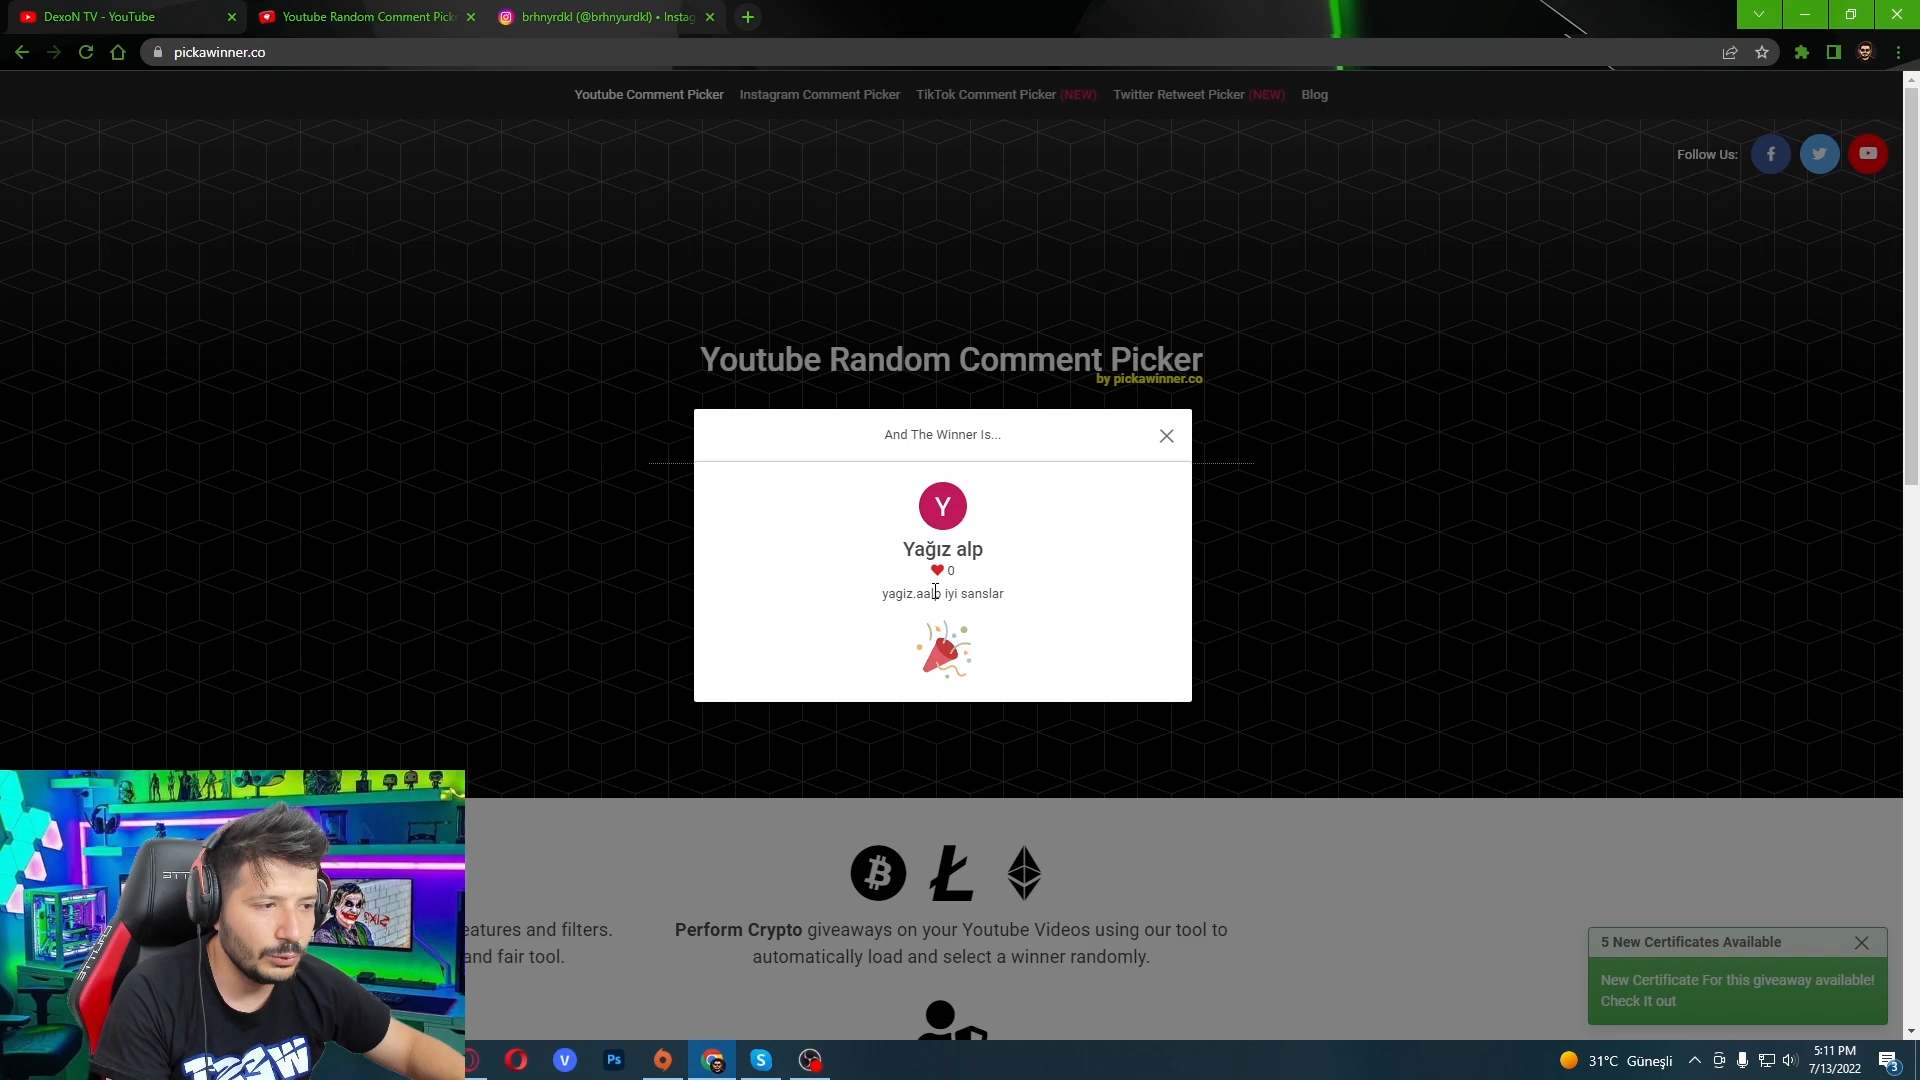 DexoN TV - YouTube
Youtube Random Comment Pick
brhnyrdkl (@brhnyurdkl) • Instag
pickawinner.co
Youtube Comment Picker
Instagram Comment Picker
TikTok Comment Picker (NEW)
Twitter Retweet Picker (NEW)
Blog
Follow Us:
Youtube Random Comment Picker
by pickawinner.co
And The Winner Is...
Y
Yağız alp
0
yagiz.aalp iyi sanslar
eatures and filters.
and fair tool.
Perform Crypto giveaways on your Youtube Videos using our tool to
automatically load and select a winner randomly.
5 New Certificates Available
New Certificate For this giveaway available!
Check It out
V
Ps
S
31°C Güneşli
5:11 PM
7/13/2022
3